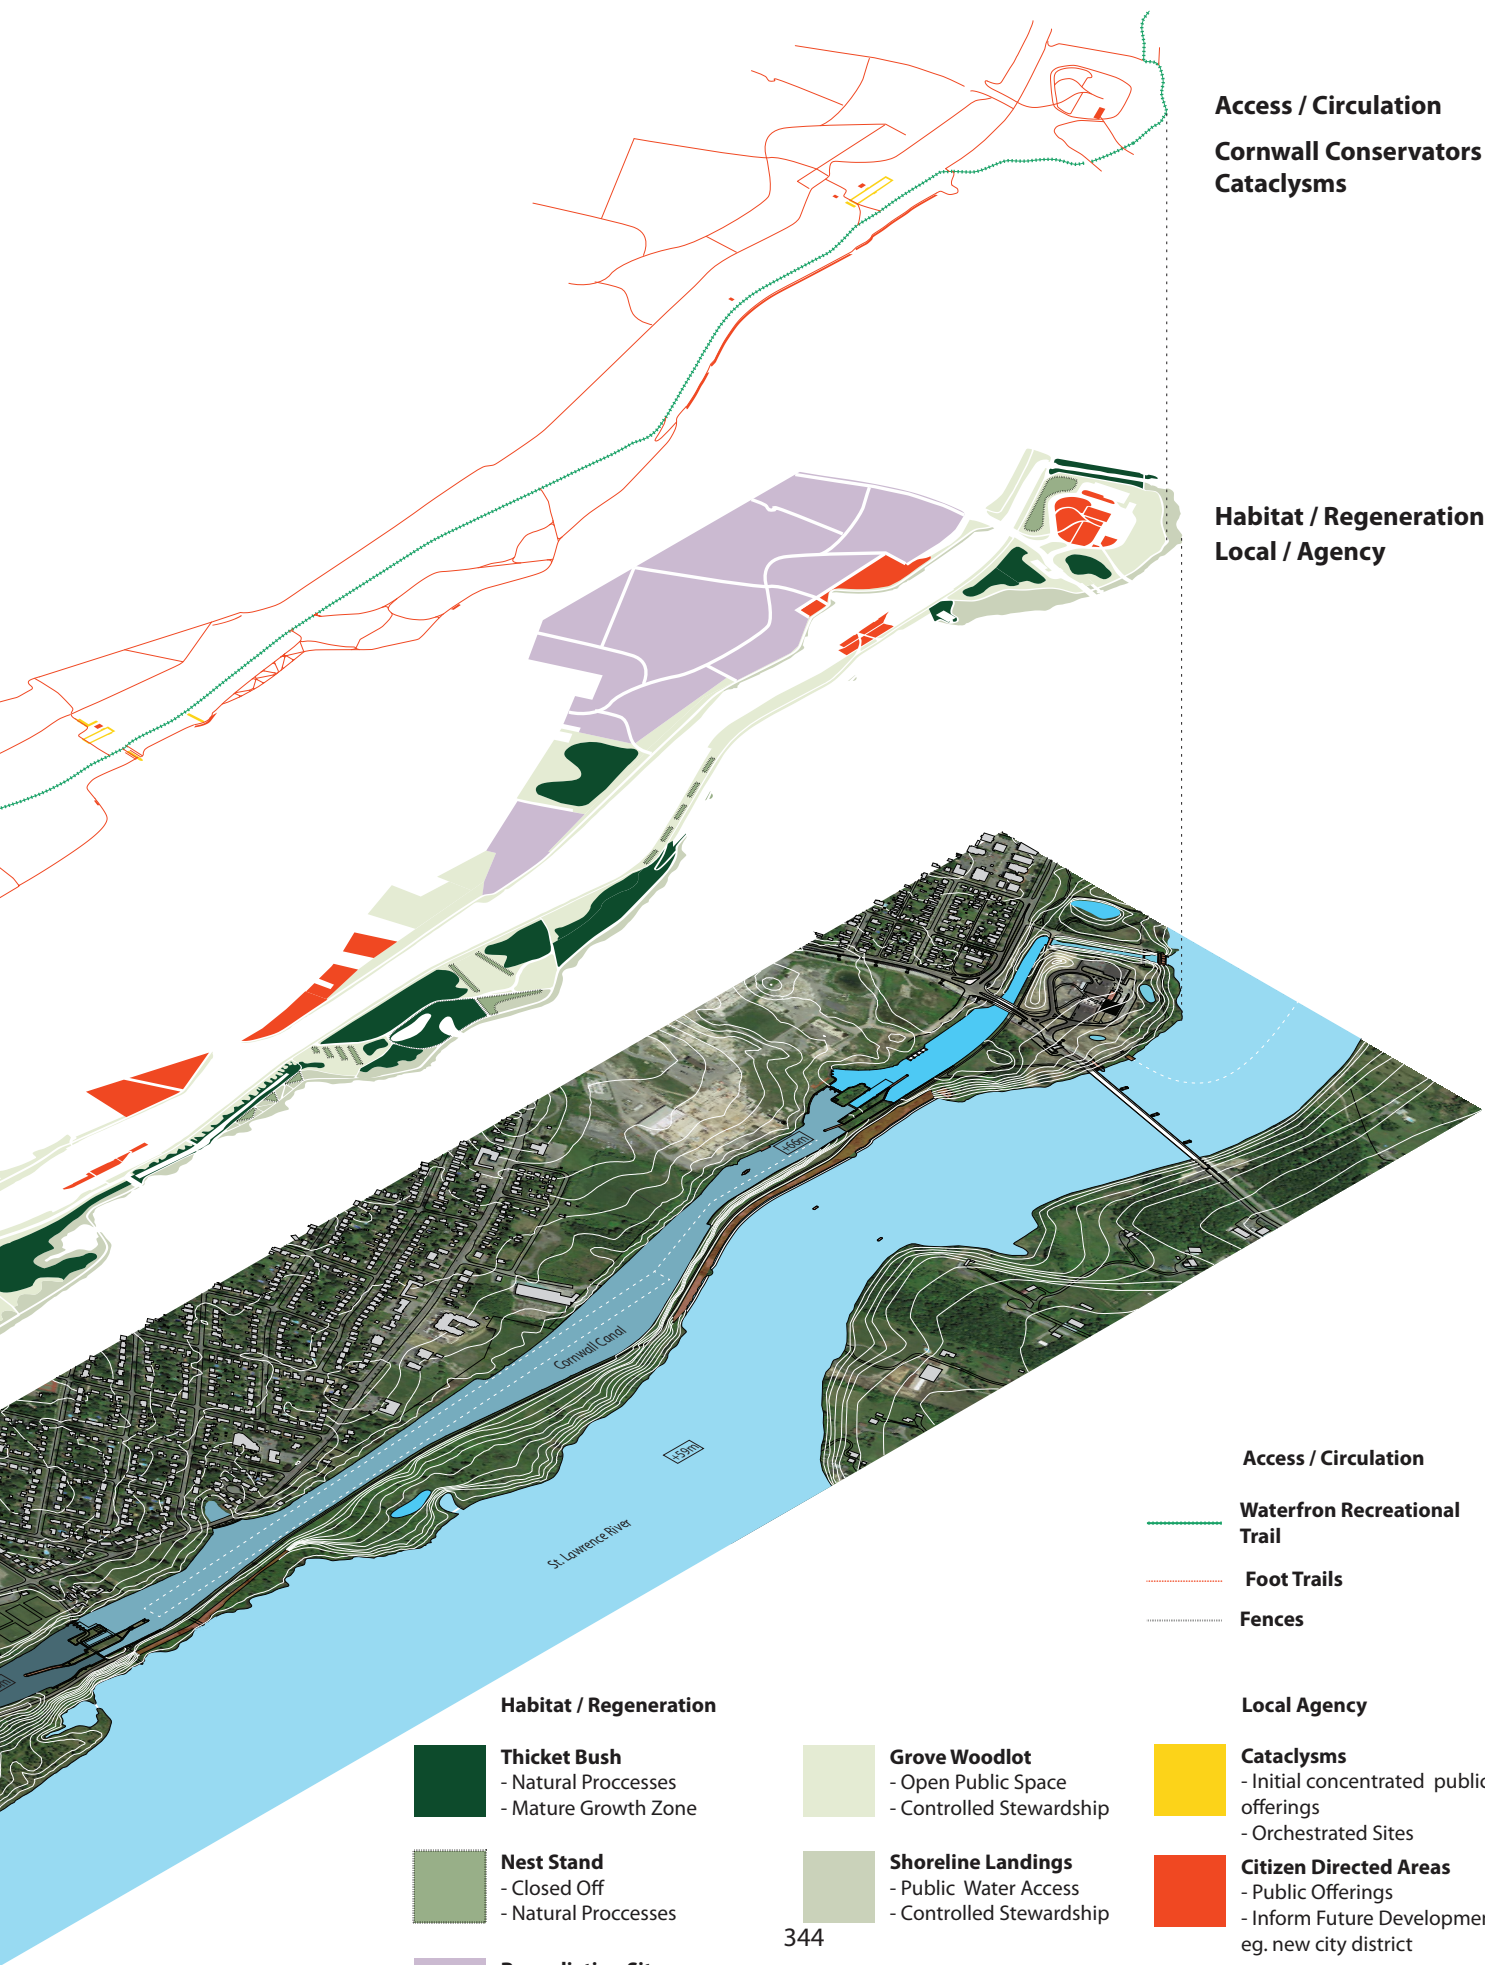 Access / Circulation
Cornwall Conservators
Cataclysms
Habitat / Regeneration
Local / Agency
+66m
Cornwall Canal
+59m
St. Lawrence River
Access / Circulation
Waterfron Recreational
Trail
Foot Trails
Fences
Habitat / Regeneration
Thicket Bush
- Natural Proccesses
- Mature Growth Zone
Nest Stand
- Closed Off
- Natural Proccesses
Grove Woodlot
- Open Public Space
- Controlled Stewardship
Shoreline Landings
- Public Water Access
- Controlled Stewardship
Local Agency
Cataclysms
- Initial concentrated public
offerings
- Orchestrated Sites
Citizen Directed Areas
- Public Offerings
- Inform Future Developmen
eg. new city district
344